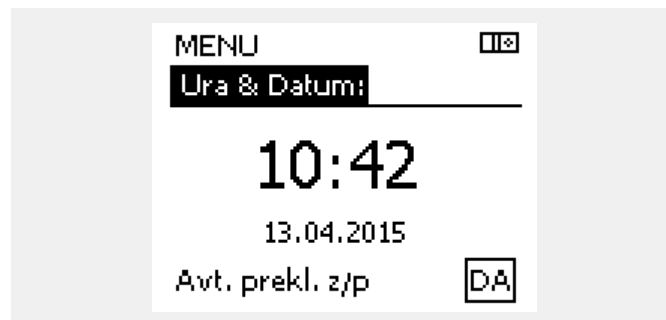 MENU
Ura & Datum:
10:42
13.04.2015
Avt. prekl. z/p DA